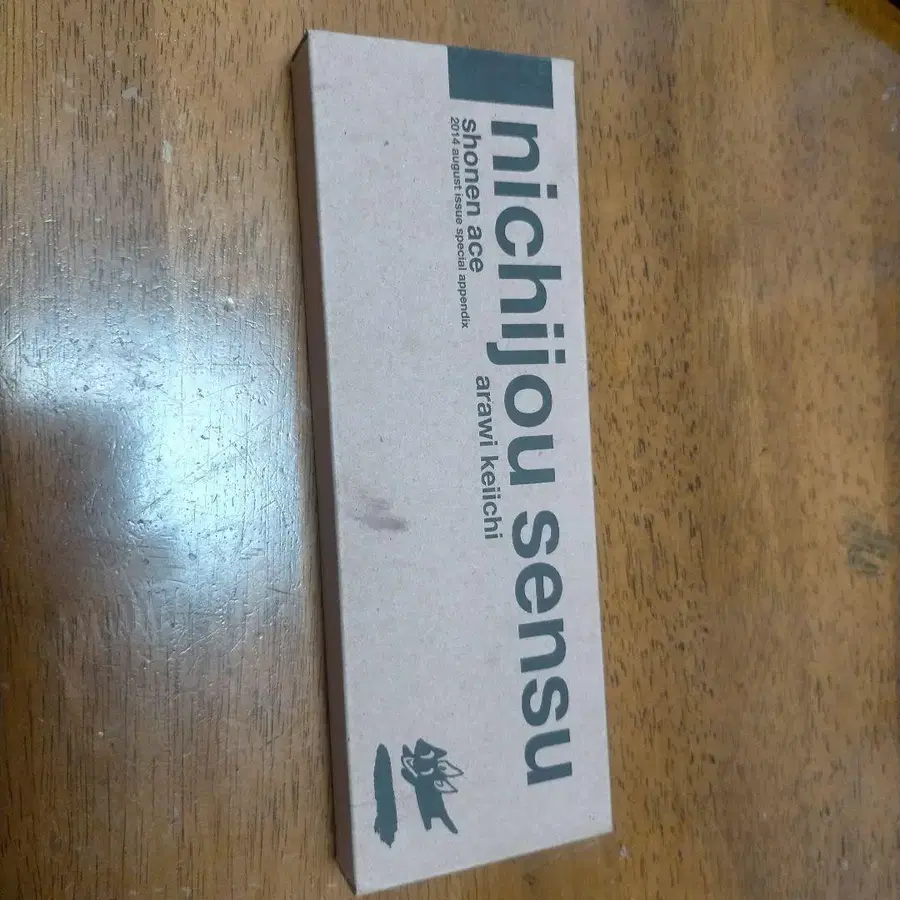 nichijou sensu
shonen ace
2014 august issue special appendix
arawi keiichi